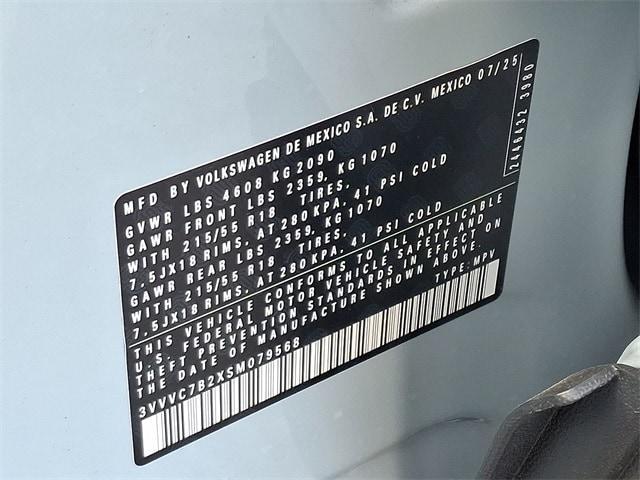 MFD BY VOLKSWAGEN DE MEXICO S.A. DE C.V. MEXICO 07/25
GVWR LBS 4608 KG 2090
GAWR FRONT LBS 2359, KG1070
WITH 215/55 R18 TIRES,
7,5JX18 RIMS, AT 280KPA, 41 PSI COLD
GAWR REAR LBS 2359, KG1070
WITH 215/55 R18 TIRES,
7,5JX18 RIMS, AT 280KPA, 41 PSI COLD
THIS VEHICLE CONFORMS TO ALL APPLICABLE
U.S. FEDERAL MOTOR VEHICLE SAFETY AND
THEFT PREVENTION STANDARDS IN EFFECT ON
THE DATE OF MANUFACTURE SHOWN ABOVE.
3VVVC7B2XSM079568 TYPE: MPV
2446432 3980